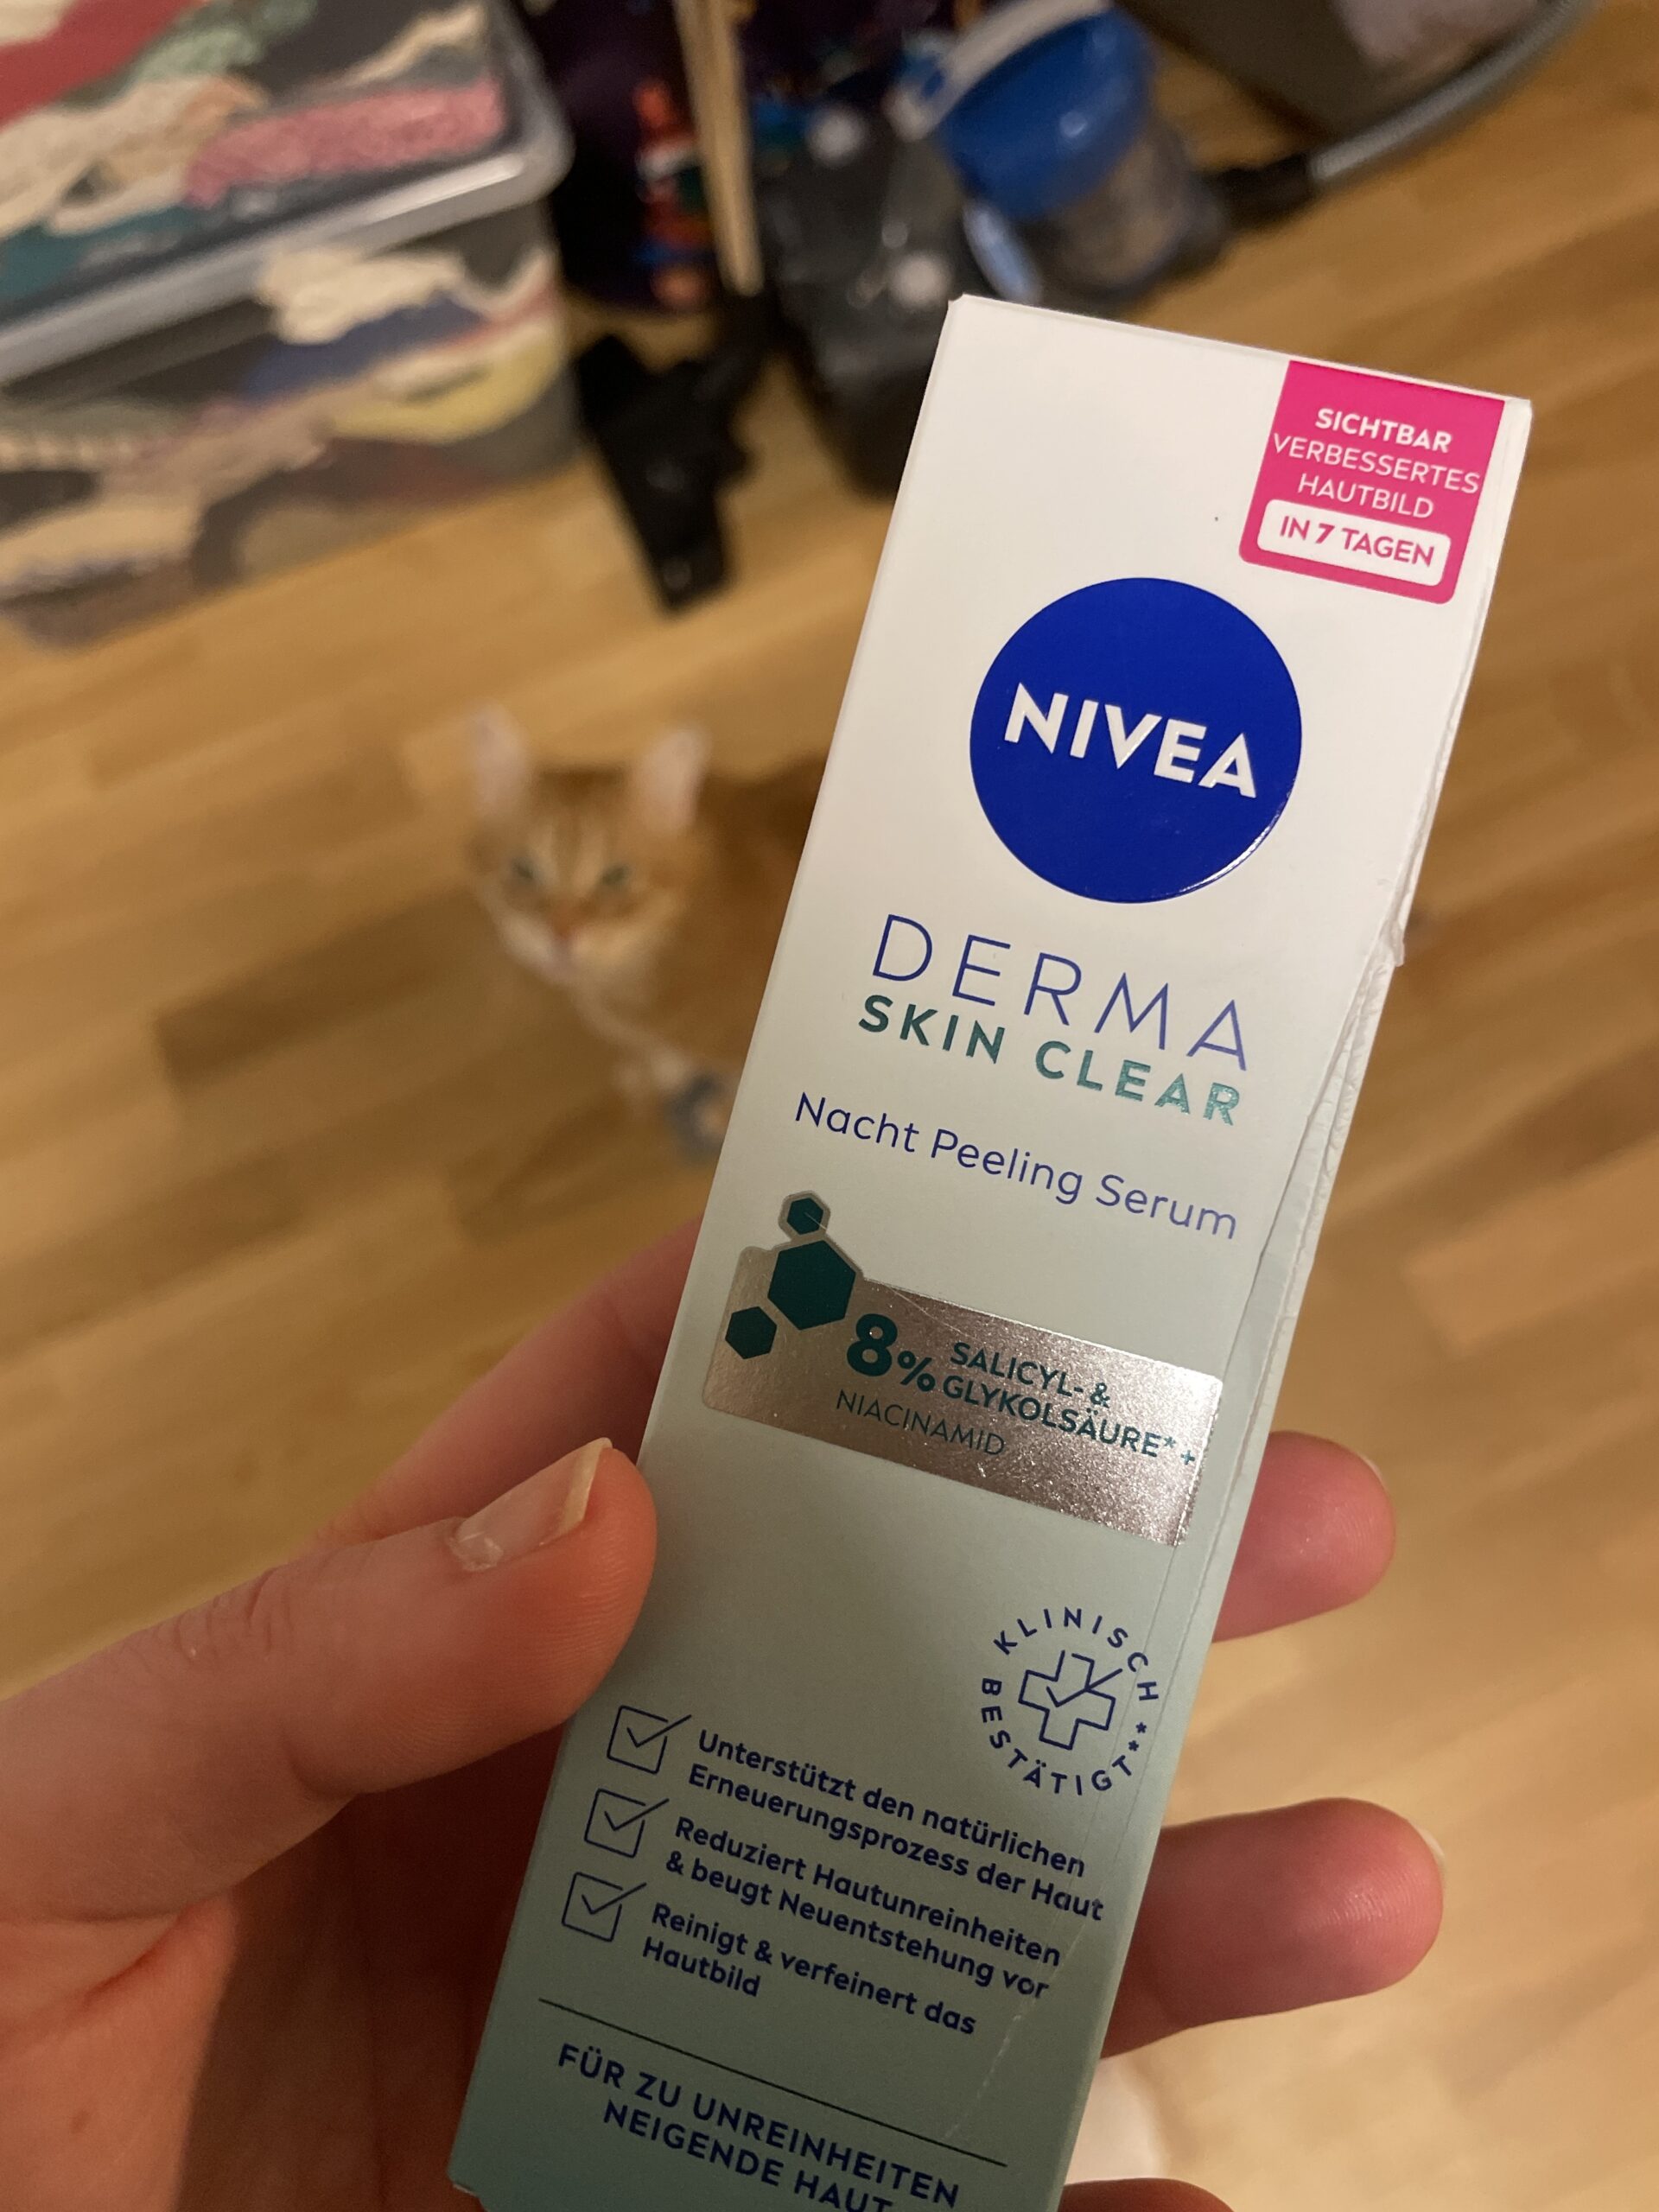 SICHTBAR
VERBESSERTES
HAUTBILD
IN 7 TAGEN
NIVEA
DERMA
SKIN CLEAR
Nacht Peeling Serum
8% SALICYL- &
GLYKOLSÄURE* +
NIACINAMID
KLINISCH
BESTÄTIGT**
Unterstützt den natürlichen
Erneuerungsprozess der Haut
Reduziert Hautunreinheiten
& beugt Neuentstehung vor
Reinigt & verfeinert das
Hautbild
FÜR ZU UNREINHEITEN
NEIGENDE HAUT